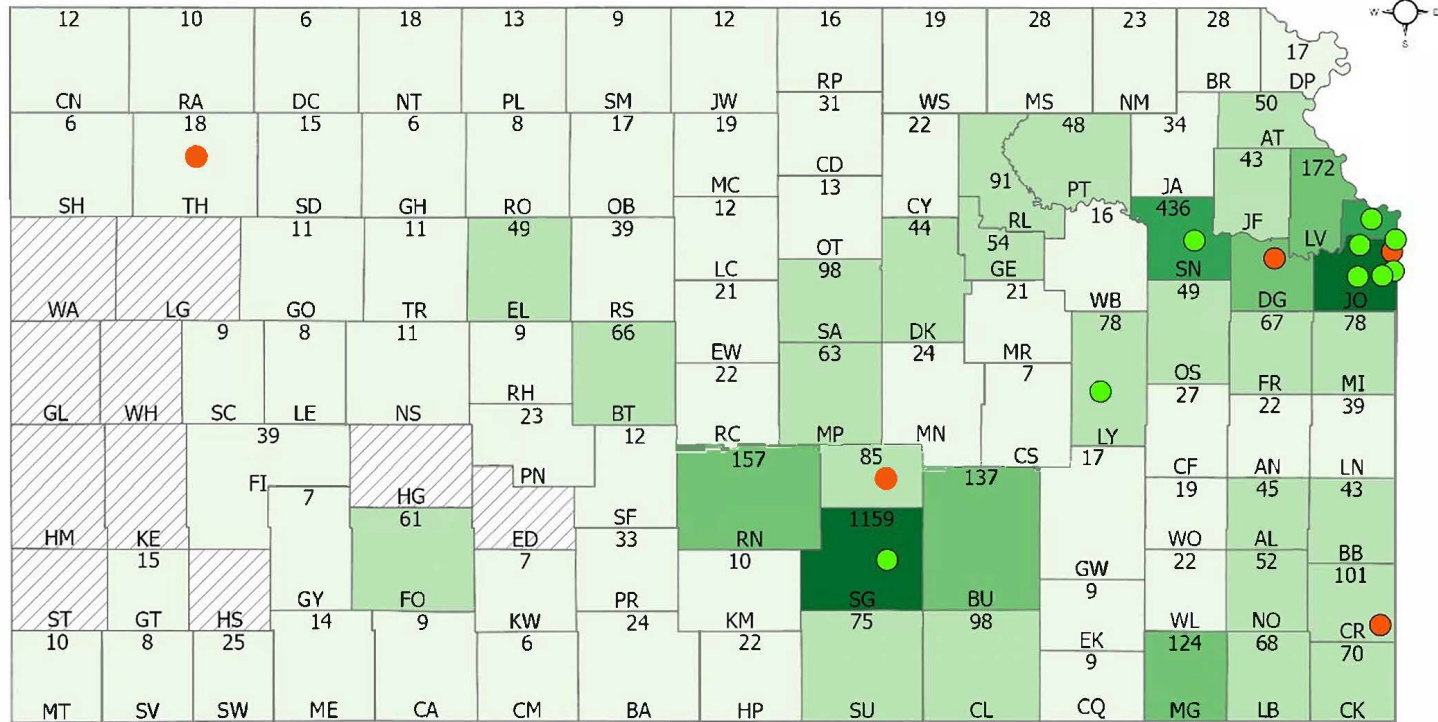 12 10 6 18 13 9 12 16 19 28 23 28 17
W E
S
CN RA DC NT PL SM JW RP WS MS NM BR DP
6 18 15 6 8 17 19 31 22 48 34 50
SH TH SD GH RO OB MC CD CY 91 PT JA AT 43 172
12 13 RL 16 436 JF LV
11 11 49 39 LC OT 44 54 GE WB SN
WA LG GO TR EL RS 21 98 DK 21 49 DG JO
9 8 11 9 66 EW SA 24 MR 78 OS 67 78
GL WH SC LE NS RH BT 22 63 MN 7 LY 27 FR MI
39 23 12 RC MP 85 CS 17 CF 22 39
FI HG PN 157 137 AN LN
7 61 SF 1159 19 45 43
HM KE ED 33 RN GW WO AL BB
15 7 10 9 22 52 101
ST GT HS GY FO KW PR KM SG BU EK WL NO CR
10 8 25 14 9 6 24 22 75 98 9 124 68 70
MT SV SW ME CA CM BA HP SU CL CQ MG LB CK